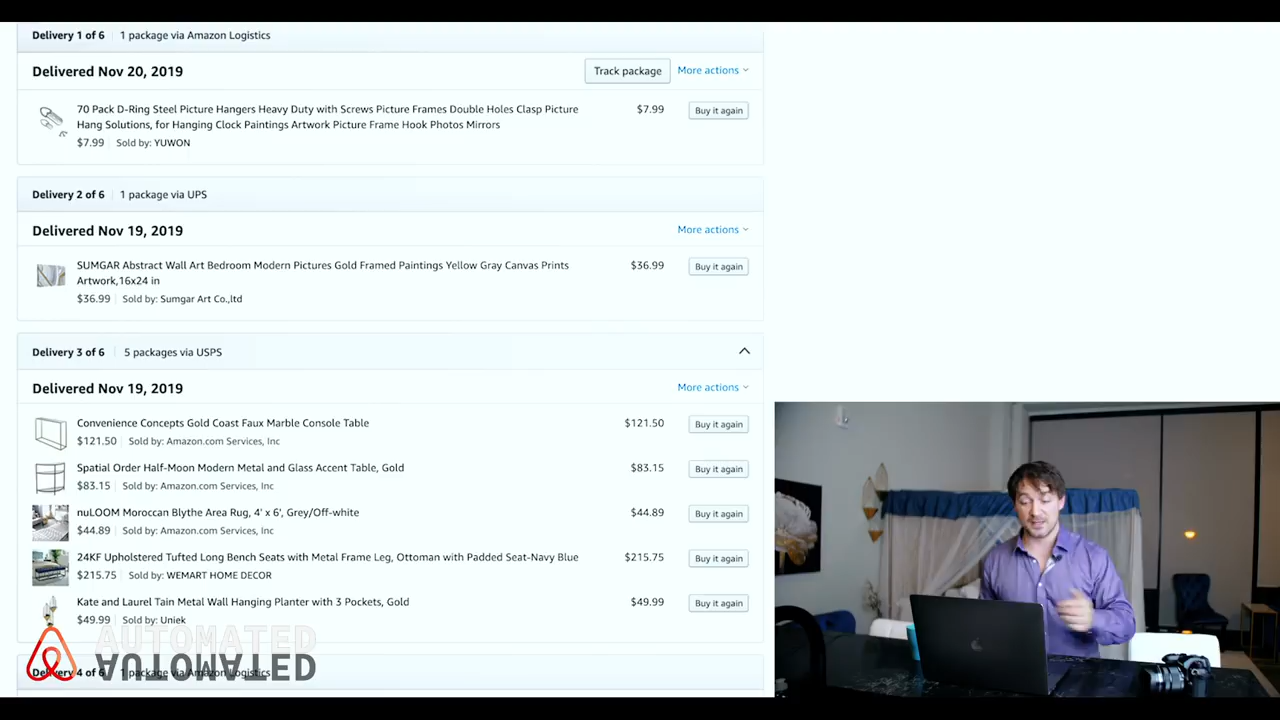 Delivery 1 of 6 1 package via Amazon Logistics
Delivered Nov 20, 2019 Track package More actions
70 Pack D-Ring Steel Picture Hangers Heavy Duty with Screws Picture Frames Double Holes Clasp Picture $7.99 Buy it again
Hang Solutions, for Hanging Clock Paintings Artwork Picture Frame Hook Photos Mirrors
$7.99 Sold by: YUWON
Delivery 2 of 6 1 package via UPS
Delivered Nov 19, 2019 More actions
SUMGAR Abstract Wall Art Bedroom Modern Pictures Gold Framed Paintings Yellow Gray Canvas Prints $36.99 Buy it again
Artwork,16x24 in
$36.99 Sold by: Sumgar Art Co.,ltd
Delivery 3 of 6 5 packages via USPS
Delivered Nov 19, 2019 More actions
Convenience Concepts Gold Coast Faux Marble Console Table $121.50 Buy it again
$121.50 Sold by: Amazon.com Services, Inc
Spatial Order Half-Moon Modern Metal and Glass Accent Table, Gold $83.15 Buy it again
$83.15 Sold by: Amazon.com Services, Inc
nuLOOM Moroccan Blythe Area Rug, 4' x 6', Grey/Off-white $44.89 Buy it again
$44.89 Sold by: Amazon.com Services, Inc
24KF Upholstered Tufted Long Bench Seats with Metal Frame Leg, Ottoman with Padded Seat-Navy Blue $215.75 Buy it again
$215.75 Sold by: WEMART HOME DECOR
Kate and Laurel Tain Metal Wall Hanging Planter with 3 Pockets, Gold $49.99 Buy it again
$49.99 Sold by: Uniek
AUTOMATED
AUTOMATED
Delivery 4 of 6 1 package via Amazon Logistics